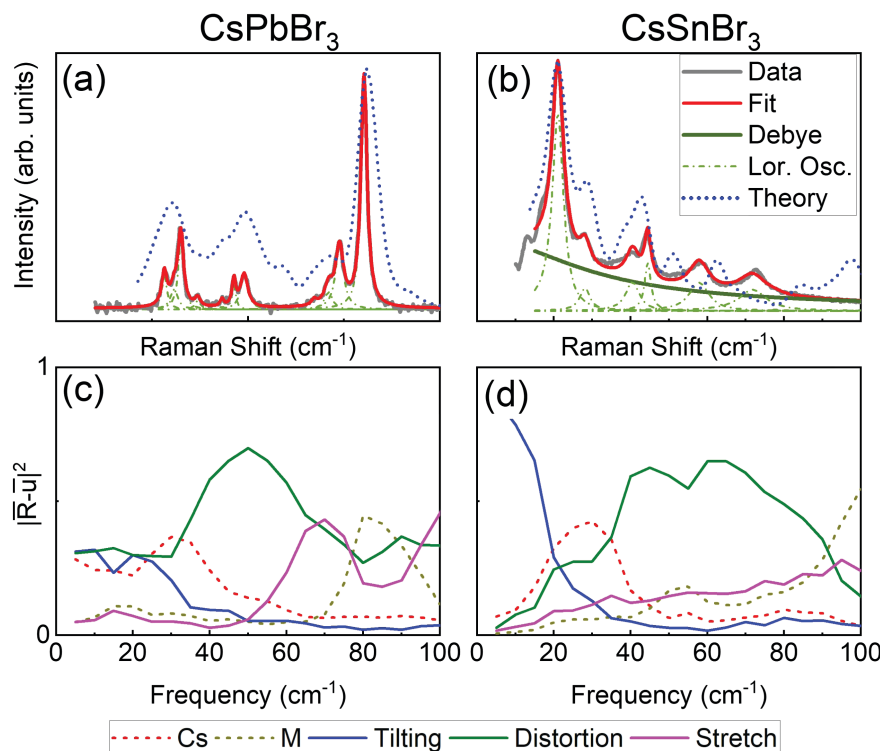 CsPbBr3
CsSnBr3
(a)
(b)
Data
Fit
Debye
Lor. Osc.
Theory
Intensity (arb. units)
Raman Shift (cm-1)
Raman Shift (cm-1)
(c)
(d)
1
0
|R̅-u̅|2
0 20 40 60 80 100
0 20 40 60 80 100
Frequency (cm-1)
Frequency (cm-1)
Cs M Tilting Distortion Stretch